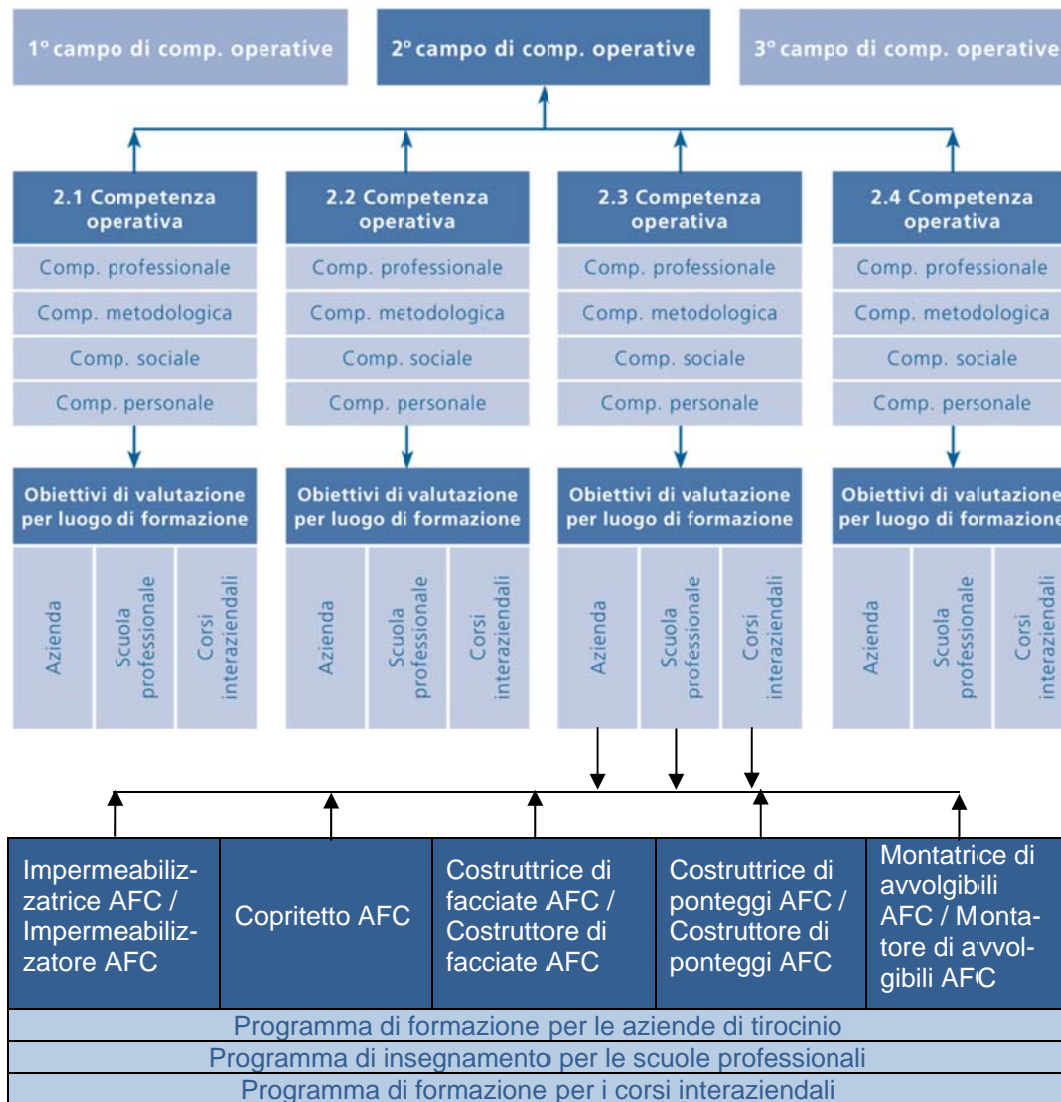 1º campo di comp. operative
2º campo di comp. operative
3º campo di comp. operative
2.1 Competenza
operativa
Comp. professionale
Comp. metodologica
Comp. sociale
Comp. personale
Obiettivi di valutazione
per luogo di formazione
Azienda
Scuola
professionale
Corsi
interaziendali
2.2 Competenza
operativa
Comp. professionale
Comp. metodologica
Comp. sociale
Comp. personale
Obiettivi di valutazione
per luogo di formazione
Azienda
Scuola
professionale
Corsi
interaziendali
2.3 Competenza
operativa
Comp. professionale
Comp. metodologica
Comp. sociale
Comp. personale
Obiettivi di valutazione
per luogo di formazione
Azienda
Scuola
professionale
Corsi
interaziendali
2.4 Competenza
operativa
Comp. professionale
Comp. metodologica
Comp. sociale
Comp. personale
Obiettivi di valutazione
per luogo di formazione
Azienda
Scuola
professionale
Corsi
interaziendali
Impermeabiliz-
zatrice AFC /
Impermeabiliz-
zatore AFC
Copritetto AFC
Costruttrice di
facciate AFC /
Costruttore di
facciate AFC
Costruttrice di
ponteggi AFC /
Costruttore di
ponteggi AFC
Montatrice di
avvolgibili
AFC / Monta-
tore di avvol-
gibili AFC
Programma di formazione per le aziende di tirocinio
Programma di insegnamento per le scuole professionali
Programma di formazione per i corsi interaziendali